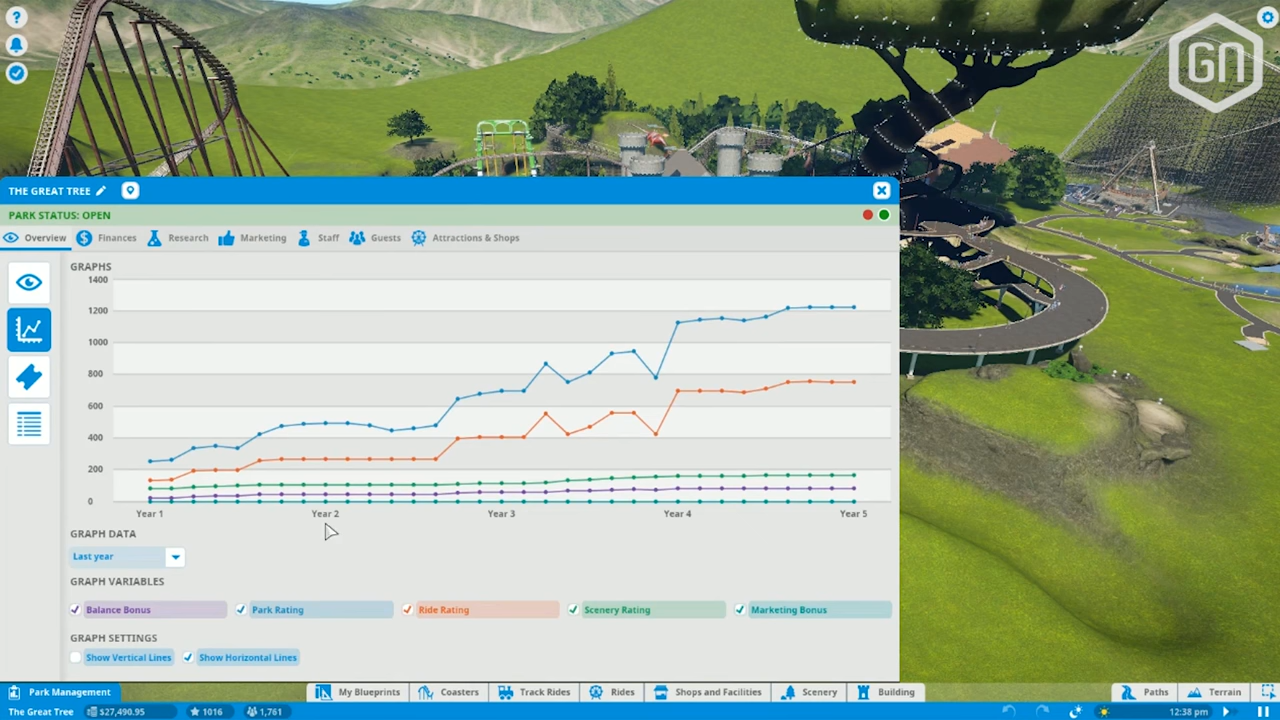 ?
GN
THE GREAT TREE
PARK STATUS: OPEN
Overview Finances Research Marketing Staff Guests Attractions & Shops
GRAPHS
1400
1200
1000
800
600
400
200
0
Year 1 Year 2 Year 3 Year 4 Year 5
GRAPH DATA
Last year
GRAPH VARIABLES
Balance Bonus Park Rating Ride Rating Scenery Rating Marketing Bonus
GRAPH SETTINGS
Show Vertical Lines Show Horizontal Lines
Park Management My Blueprints Coasters Track Rides Rides Shops and Facilities Scenery Building Paths Terrain
The Great Tree $27,490.95 1016 1,761 12:38 pm